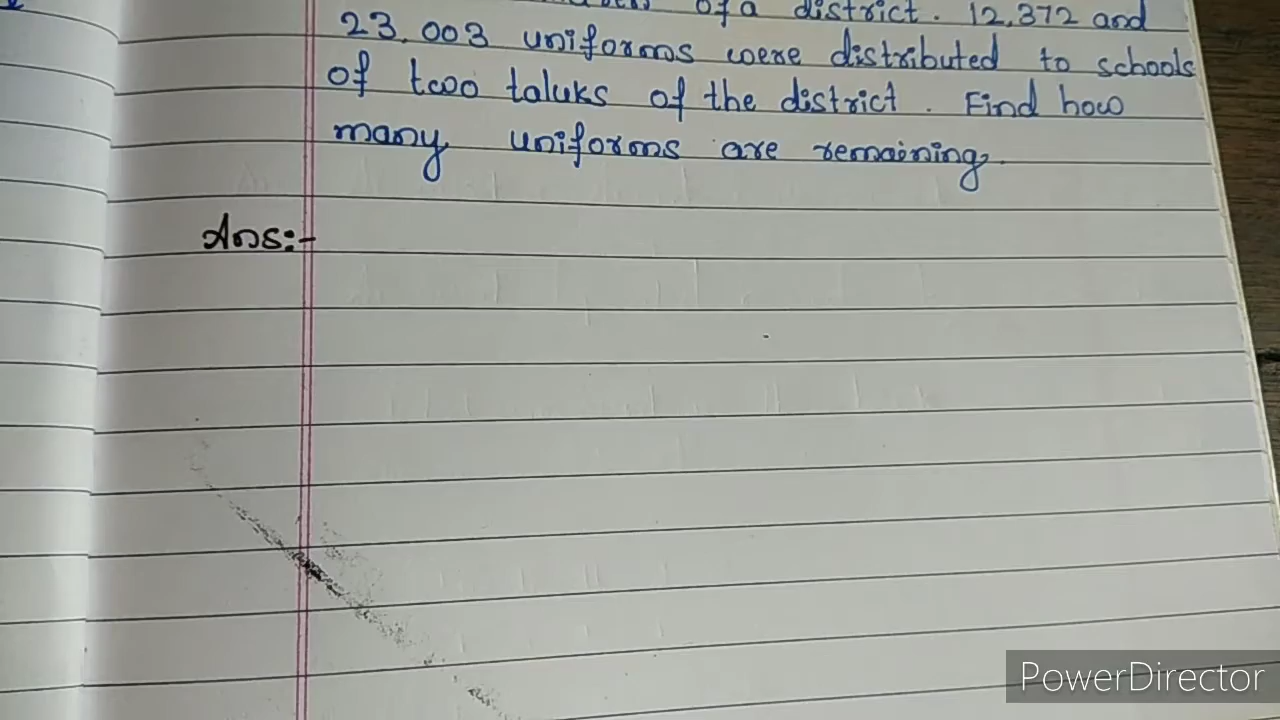 of a district. 12,372 and
23,003 uniforms were distributed to schools
of two taluks of the district. Find how
many uniforms are remaining.
Ans:-
PowerDirector